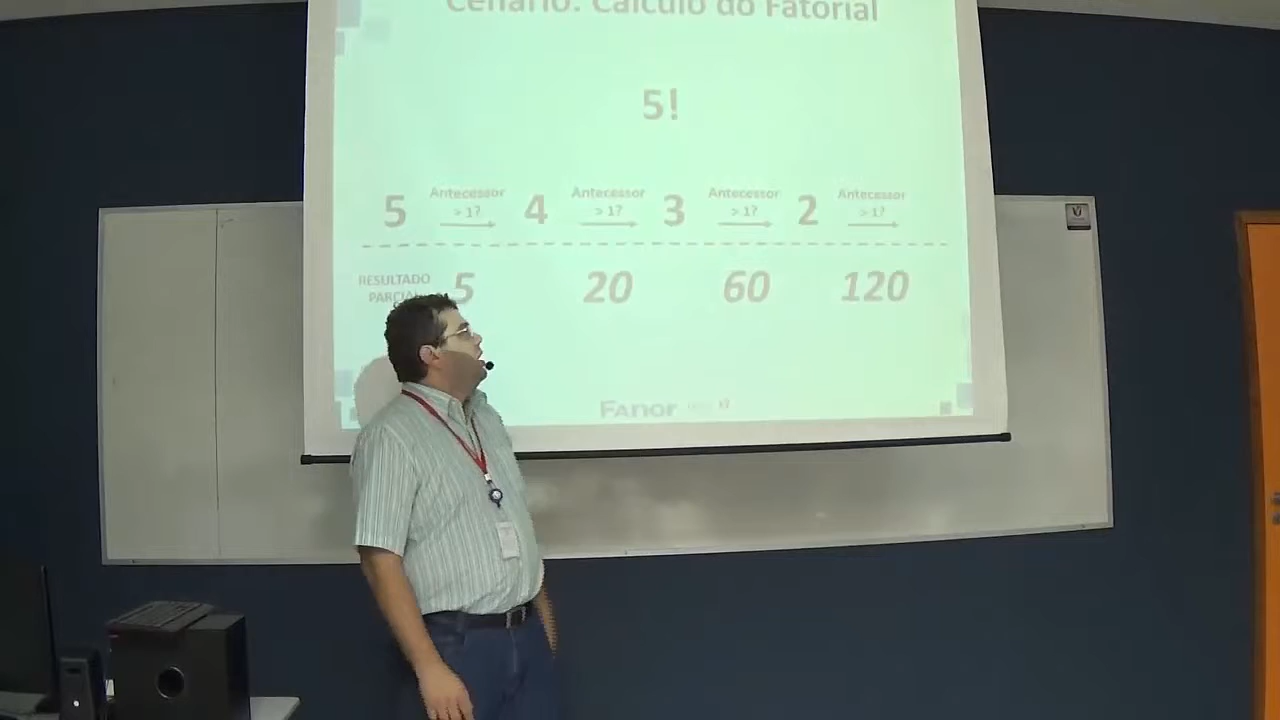 Cenário: Cálculo do Fatorial
5!
5 Antecessor > 1? 4 Antecessor > 1? 3 Antecessor > 1? 2 Antecessor > 1?
RESULTADO
PARCIAL 5 20 60 120
FANOR